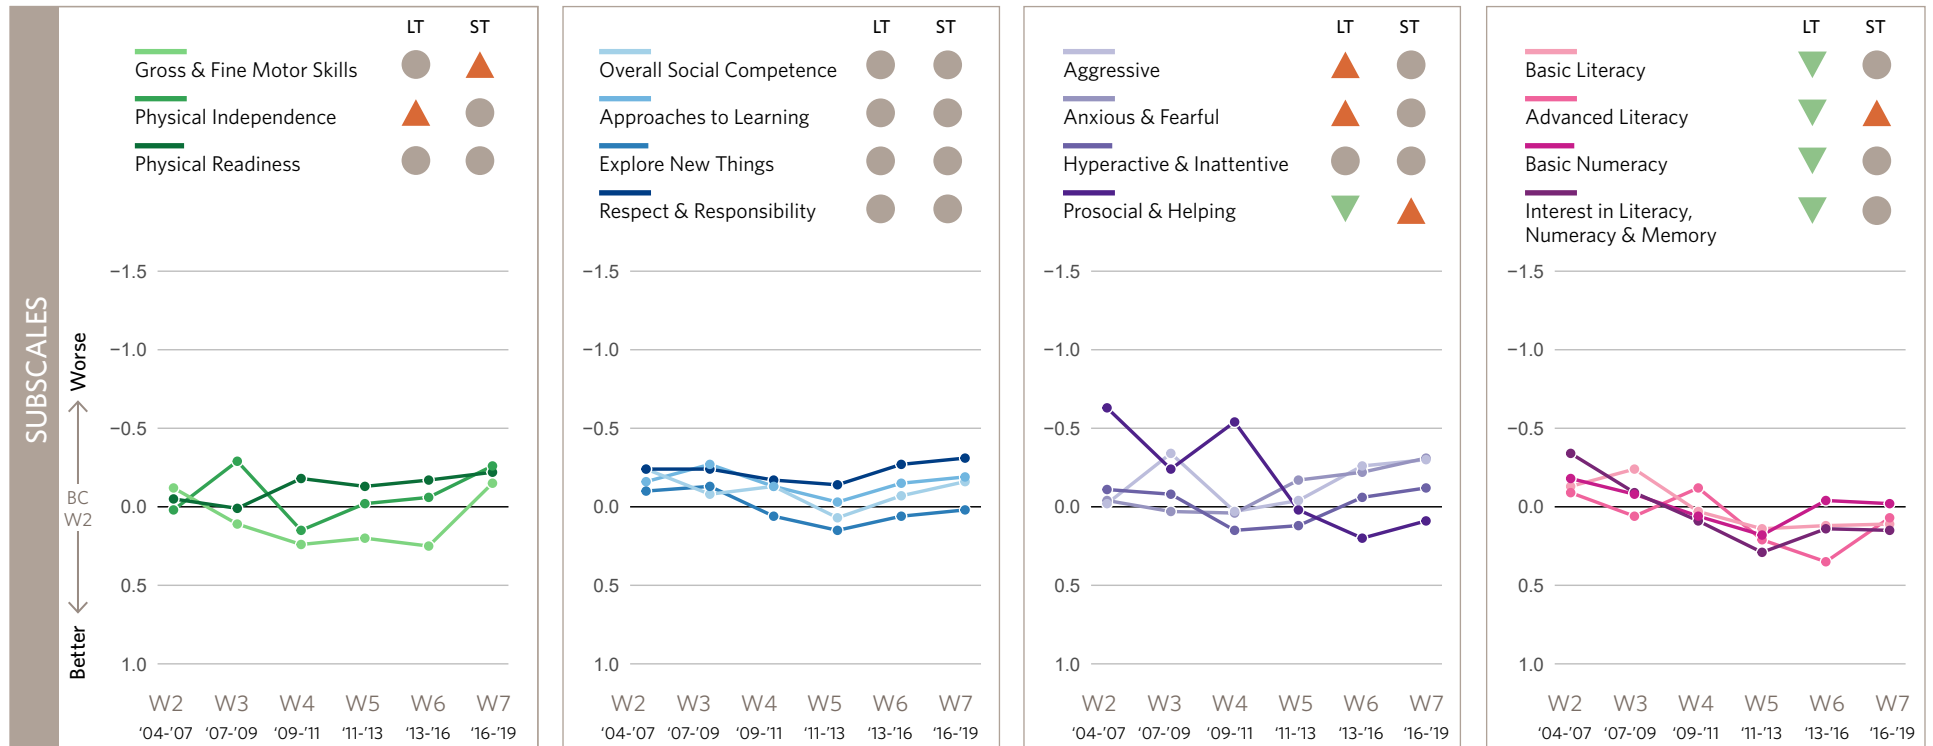 SUBSCALES
Worse
BC
W2
Better
LT ST
Gross & Fine Motor Skills
Physical Independence
Physical Readiness
−1.5
−1.0
−0.5
0.0
0.5
1.0
W2 W3 W4 W5 W6 W7
‘04-’07 ‘07-’09 ‘09-’11 ‘11-’13 ‘13-’16 ‘16-’19
LT ST
Overall Social Competence
Approaches to Learning
Explore New Things
Respect & Responsibility
−1.5
−1.0
−0.5
0.0
0.5
1.0
W2 W3 W4 W5 W6 W7
‘04-’07 ‘07-’09 ‘09-’11 ‘11-’13 ‘13-’16 ‘16-’19
LT ST
Aggressive
Anxious & Fearful
Hyperactive & Inattentive
Prosocial & Helping
−1.5
−1.0
−0.5
0.0
0.5
1.0
W2 W3 W4 W5 W6 W7
‘04-’07 ‘07-’09 ‘09-’11 ‘11-’13 ‘13-’16 ‘16-’19
LT ST
Basic Literacy
Advanced Literacy
Basic Numeracy
Interest in Literacy,
Numeracy & Memory
−1.5
−1.0
−0.5
0.0
0.5
1.0
W2 W3 W4 W5 W6 W7
‘04-’07 ‘07-’09 ‘09-’11 ‘11-’13 ‘13-’16 ‘16-’19